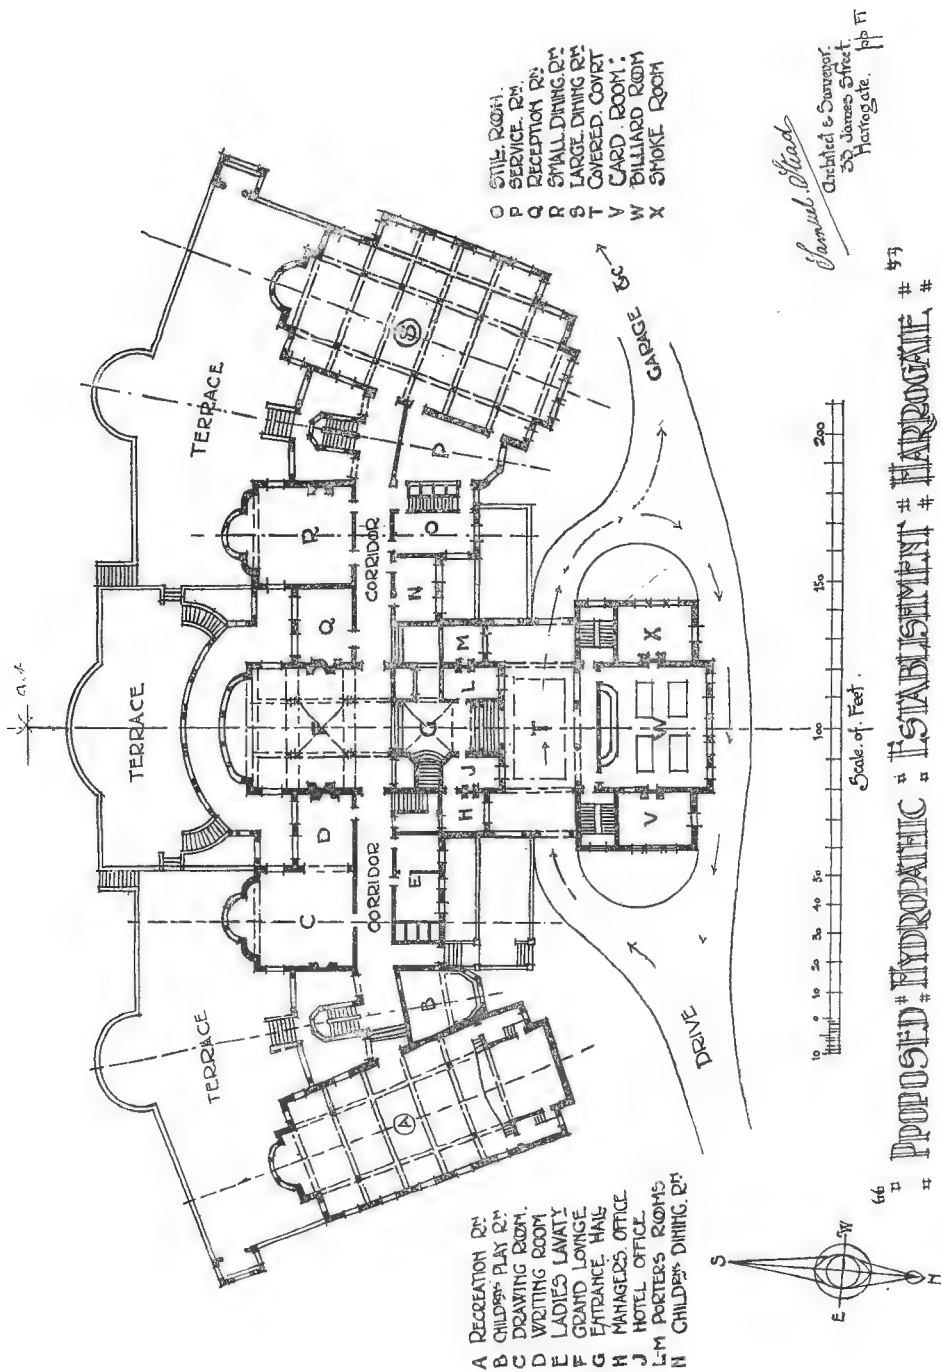 A RECREATION RM
B CHILDRNS PLAY RM
C DRAWING ROOM.
D WRITING ROOM
E LADIES LAVATY
F GRAND LOUNGE
G ENTRANCE HALL
H MANAGERS. OFFICE
J HOTEL OFFICE
L-M PORTERS ROOMS
N CHILDRNS DINING. RM
O STILL ROOM.
P SERVICE. RM.
Q RECEPTION RM
R SMALL DINING. RM
S LARGE DINING RM
T COVERED. COURT
V CARD. ROOM.
W BILLIARD ROOM
X SMOKE ROOM
TERRACE
TERRACE
TERRACE
A
B
C
D
E
F
G
H
J
L
M
N
O
P
Q
R
S
T
V
W
X
CORRIDOR
CORRIDOR
DRIVE
GARAGE &c
S
E
W
N
10 0 10 20 30 40 50 100 150 200
Scale of Feet.
PROPOSED HYDROPATHIC ESTABLISHMENT HARROGATE
Samuel. Stead
Architect & Surveyor.
33 James Street.
Harrogate.